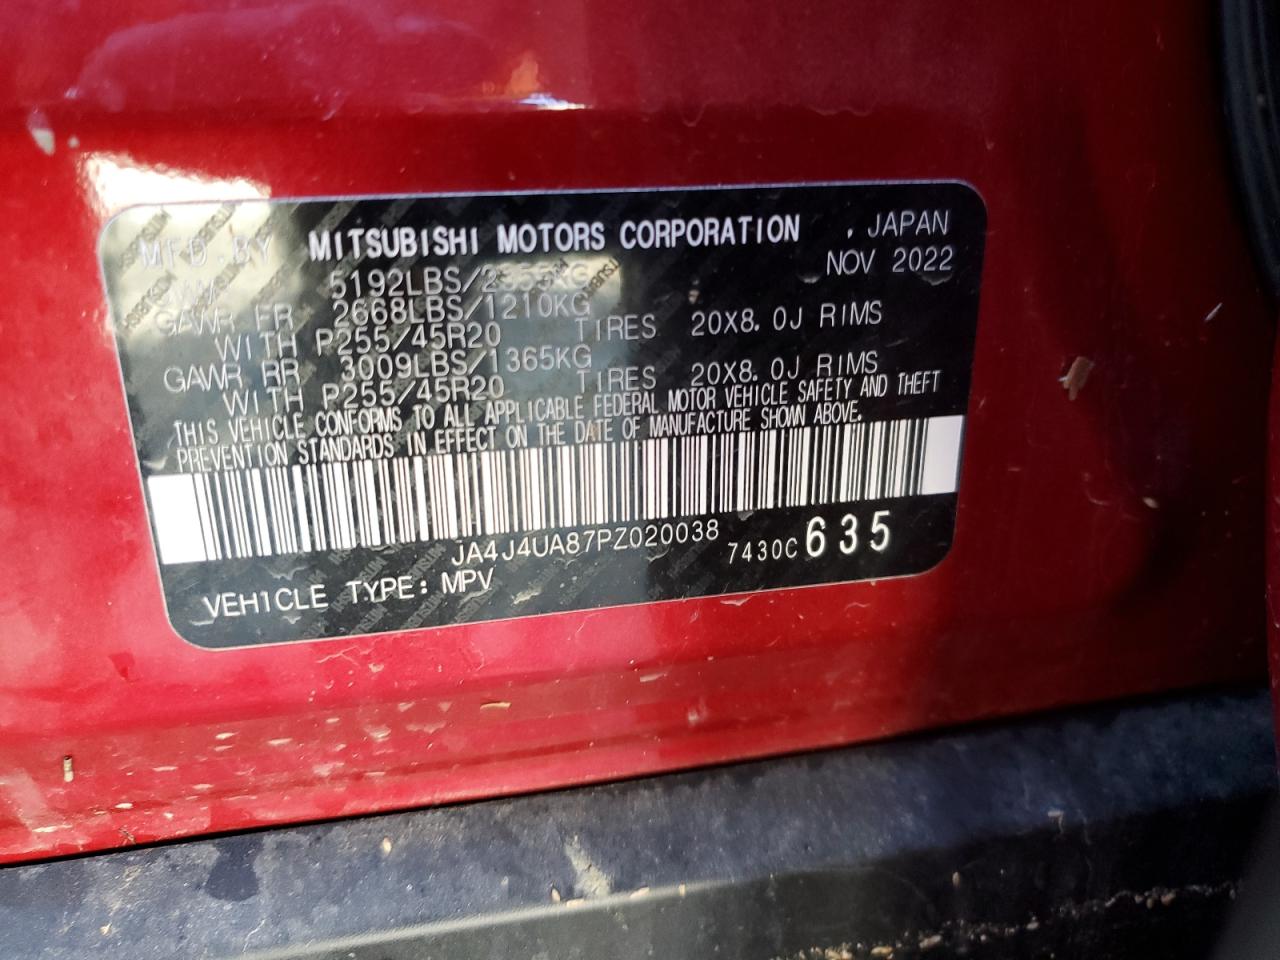 MFD. BY MITSUBISHI MOTORS CORPORATION , JAPAN
5192LBS/2355KG NOV 2022
GAWR FR 2668LBS/1210KG
WITH P255/45R20 TIRES 20X8.0J RIMS
GAWR RR 3009LBS/1365KG
WITH P255/45R20 TIRES 20X8.0J RIMS
THIS VEHICLE CONFORMS TO ALL APPLICABLE FEDERAL MOTOR VEHICLE SAFETY AND THEFT
PREVENTION STANDARDS IN EFFECT ON THE DATE OF MANUFACTURE SHOWN ABOVE.
JA4J4UA87PZ020038 7430C 635
VEHICLE TYPE: MPV